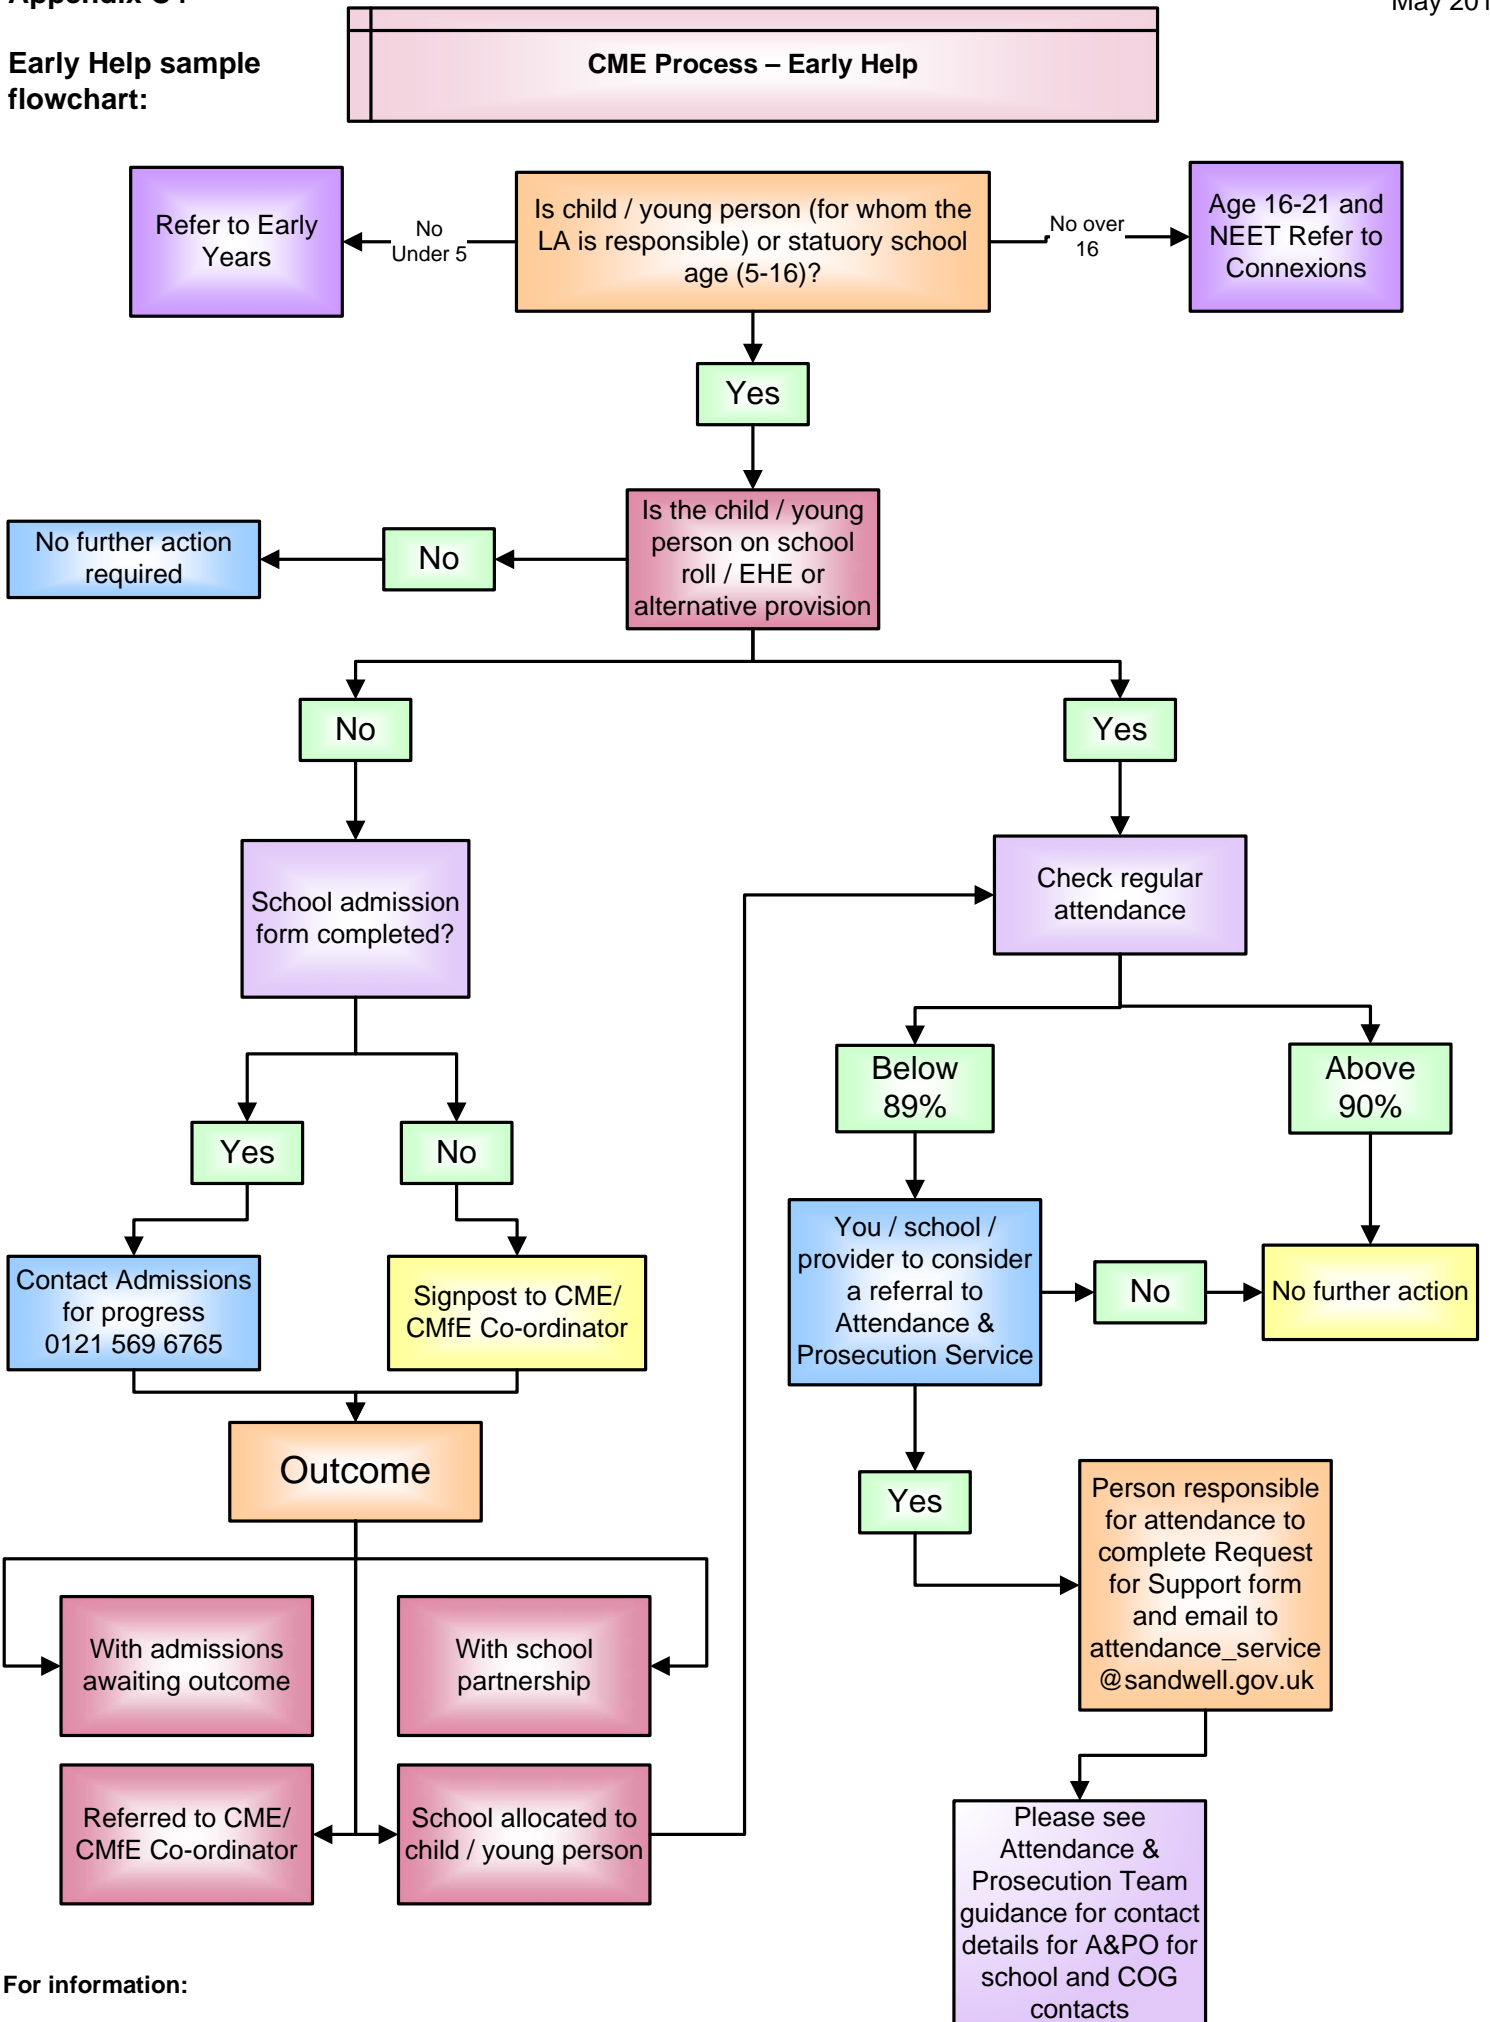 May 201
Early Help sample
flowchart:
CME Process – Early Help
Refer to Early
Years
No
Under 5
Is child / young person (for whom the
LA is responsible) or statuory school
age (5-16)?
No over
16
Age 16-21 and
NEET Refer to
Connexions
Yes
Is the child / young
person on school
roll / EHE or
alternative provision
No
No further action
required
No
Yes
School admission
form completed?
Check regular
attendance
Yes
No
Below
89%
Above
90%
Contact Admissions
for progress
0121 569 6765
Signpost to CME/
CMfE Co-ordinator
You / school /
provider to consider
a referral to
Attendance &
Prosecution Service
No
No further action
Outcome
Yes
Person responsible
for attendance to
complete Request
for Support form
and email to
attendance_service
@sandwell.gov.uk
With admissions
awaiting outcome
With school
partnership
Referred to CME/
CMfE Co-ordinator
School allocated to
child / young person
Please see
Attendance &
Prosecution Team
guidance for contact
details for A&PO for
school and COG
contacts
For information: